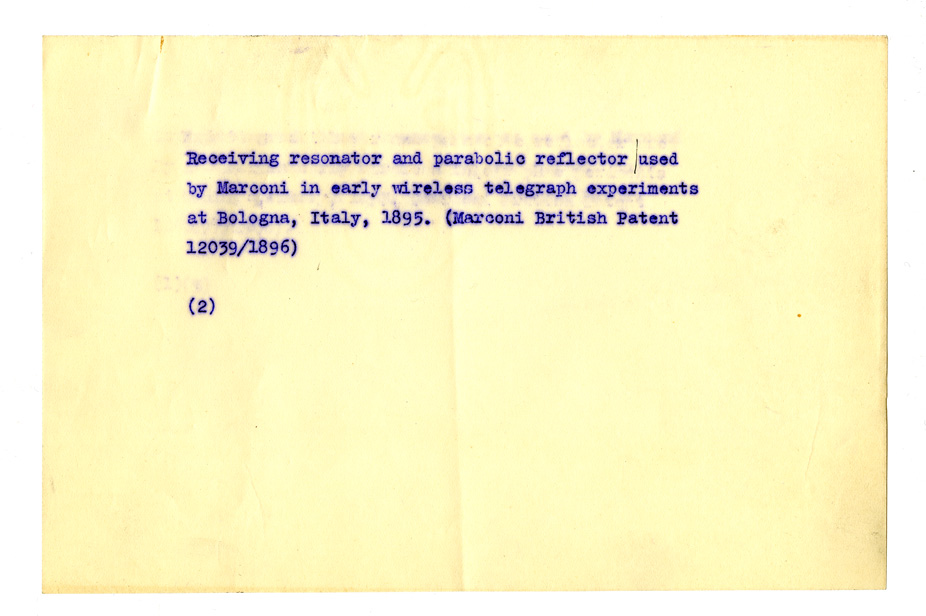 Receiving resonator and parabolic reflector used
by Marconi in early wireless telegraph experiments
at Bologna, Italy, 1895. (Marconi British Patent
12039/1896)
(2)